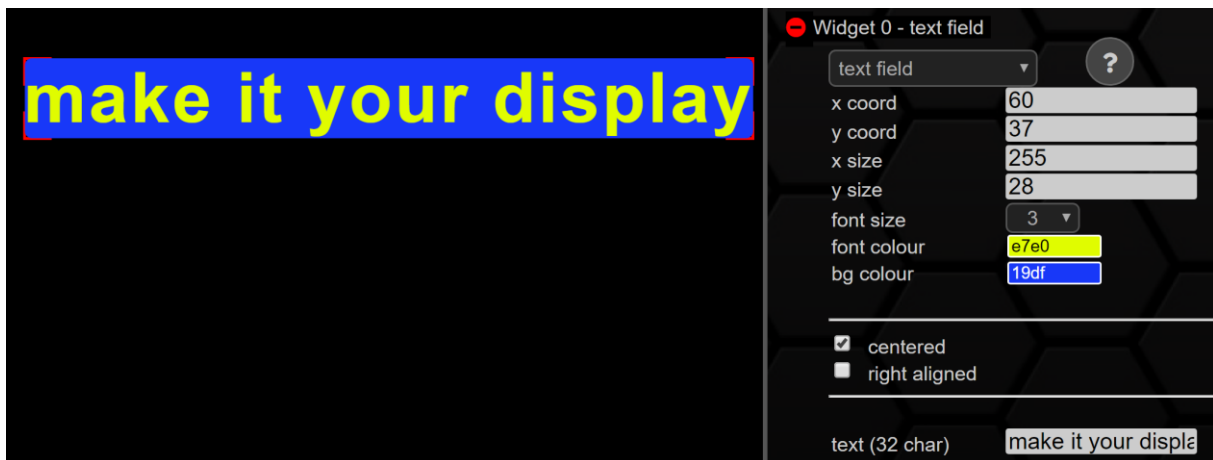 make it your display
Widget 0 - text field
text field
?
x coord 60
y coord 37
x size 255
y size 28
font size 3
font colour e7e0
bg colour 19df
centered
right aligned
text (32 char) make it your displa